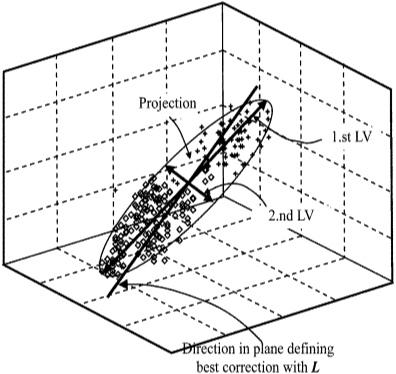 Projection
1.st LV
2.nd LV
Direction in plane defining
best correction with L